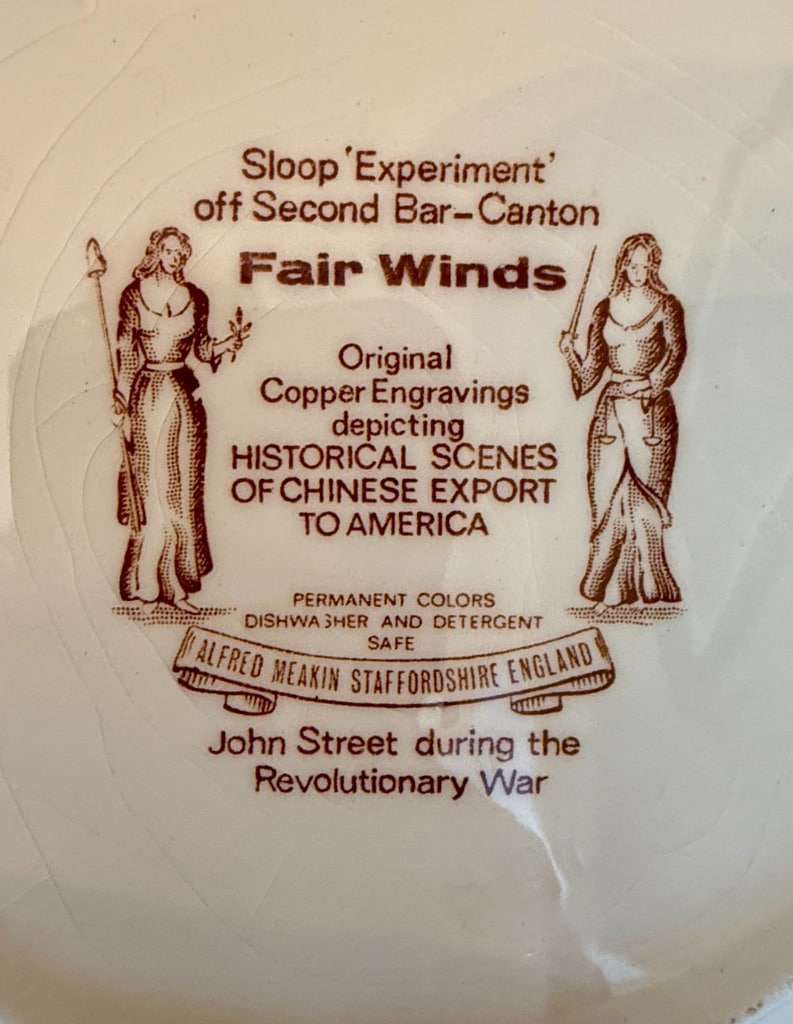 Sloop 'Experiment'
off Second Bar-Canton
Fair Winds
Original
Copper Engravings
depicting
HISTORICAL SCENES
OF CHINESE EXPORT
TO AMERICA
PERMANENT COLORS
DISHWASHER AND DETERGENT
SAFE
ALFRED MEAKIN STAFFORDSHIRE ENGLAND
John Street during the
Revolutionary War